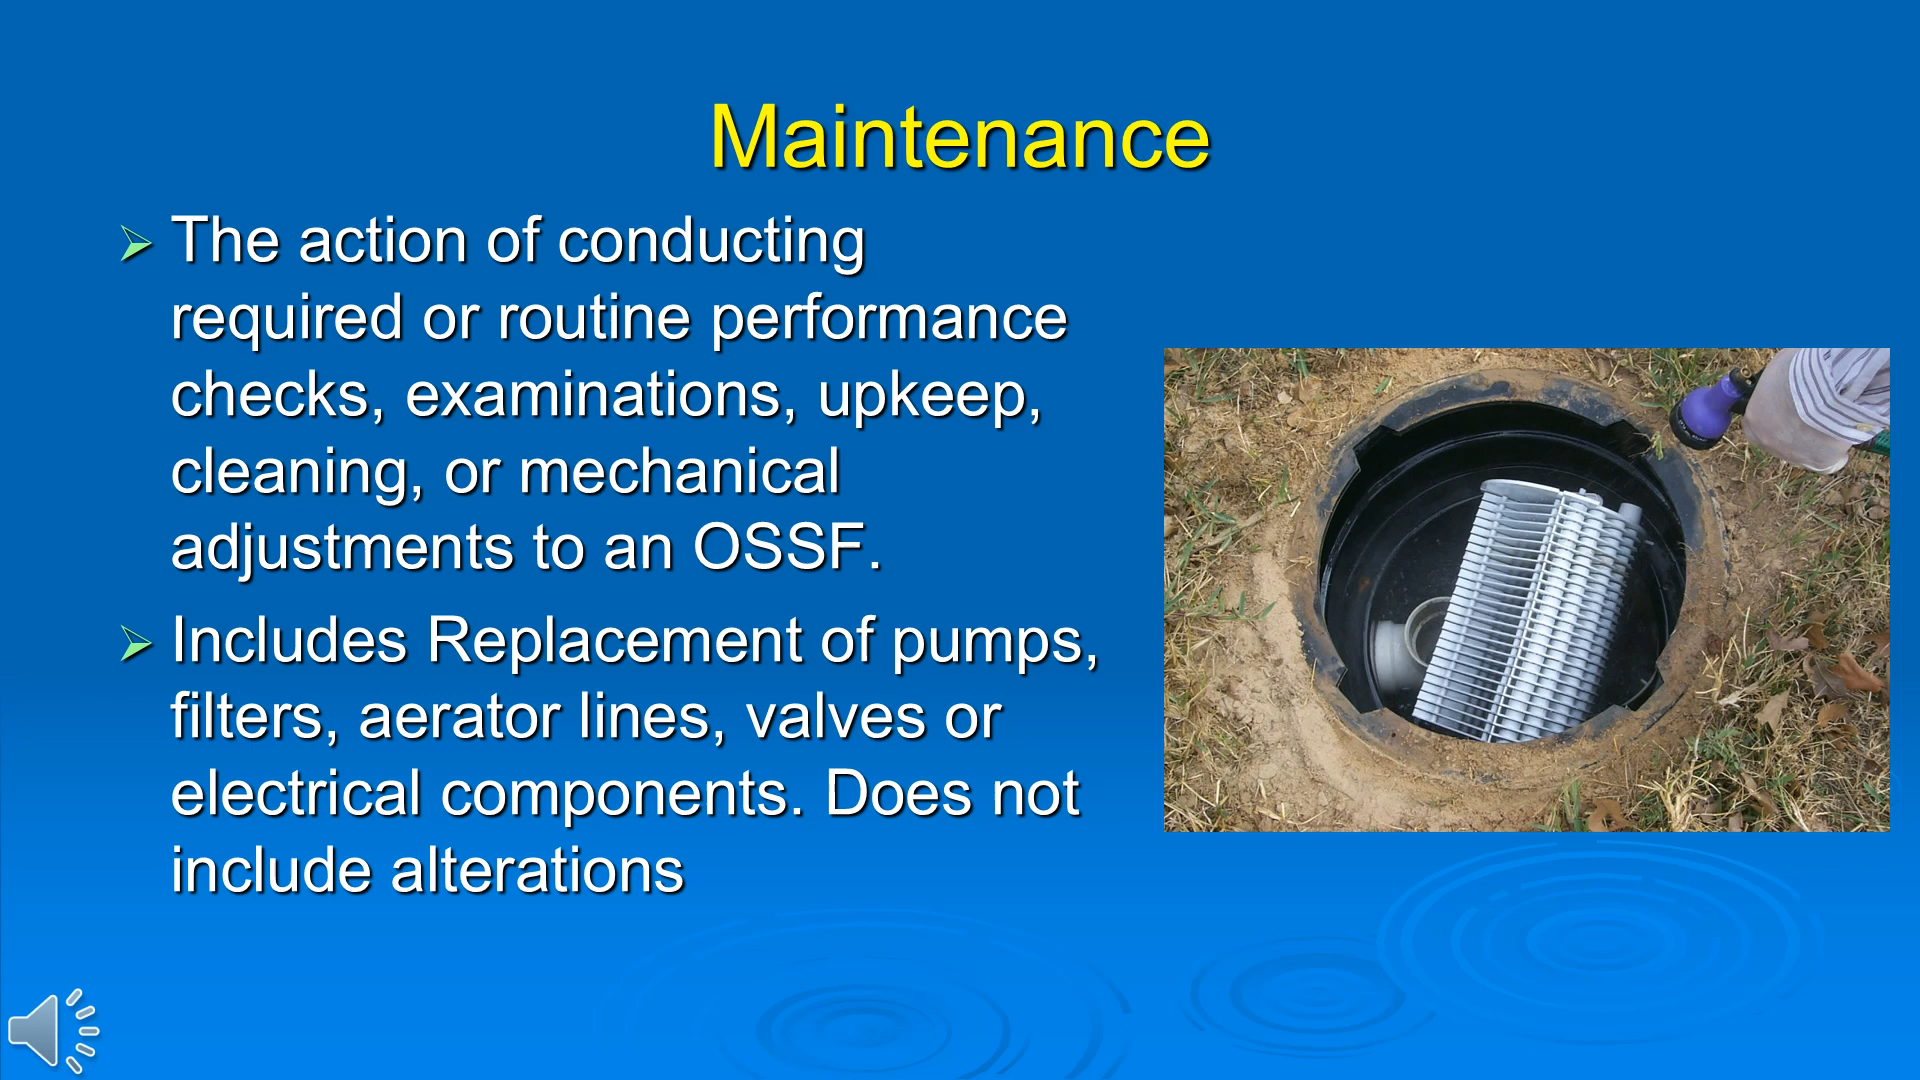 Maintenance
The action of conducting
required or routine performance
checks, examinations, upkeep,
cleaning, or mechanical
adjustments to an OSSF.
Includes Replacement of pumps,
filters, aerator lines, valves or
electrical components. Does not
include alterations